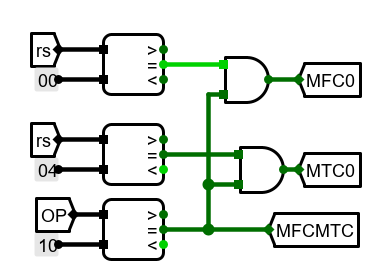 rs
00
>
=
<
MFC0
rs
04
>
=
<
MTC0
OP
10
>
=
<
MFCMTC